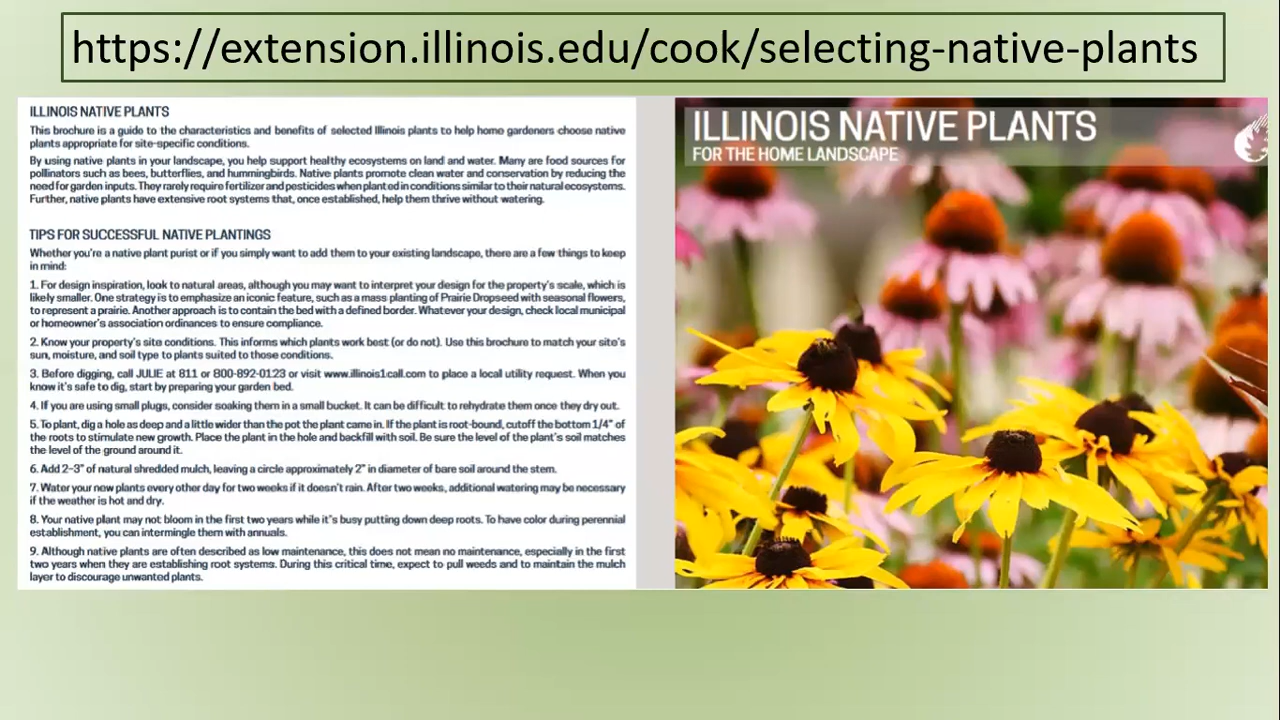 https://extension.illinois.edu/cook/selecting-native-plants
ILLINOIS NATIVE PLANTS
This brochure is a guide to the characteristics and benefits of selected Illinois plants to help home gardeners choose native
plants appropriate for site-specific conditions.
By using native plants in your landscape, you help support healthy ecosystems on land and water. Many are food sources for
pollinators such as bees, butterflies, and hummingbirds. Native plants promote clean water and conservation by reducing the
need for garden inputs. They rarely require fertilizer and pesticides when planted in conditions similar to their natural ecosystems.
Further, native plants have extensive root systems that, once established, help them thrive without watering.
TIPS FOR SUCCESSFUL NATIVE PLANTINGS
Whether you're a native plant purist or if you simply want to add them to your existing landscape, there are a few things to keep
in mind:
1. For design inspiration, look to natural areas, although you may want to interpret your design for the property's scale, which is
likely smaller. One strategy is to emphasize an iconic feature, such as a mass planting of Prairie Dropseed with seasonal flowers,
to represent a prairie. Another approach is to contain the bed with a defined border. Whatever your design, check local municipal
or homeowner's association ordinances to ensure compliance.
2. Know your property's site conditions. This informs which plants work best (or do not). Use this brochure to match your site's
sun, moisture, and soil type to plants suited to those conditions.
3. Before digging, call JULIE at 811 or 800-892-0123 or visit www.illinois1call.com to place a local utility request. When you
know it's safe to dig, start by preparing your garden bed.
4. If you are using small plugs, consider soaking them in a small bucket. It can be difficult to rehydrate them once they dry out.
5. To plant, dig a hole as deep and a little wider than the pot the plant came in. If the plant is root-bound, cutoff the bottom 1/4" of
the roots to stimulate new growth. Place the plant in the hole and backfill with soil. Be sure the level of the plant's soil matches
the level of the ground around it.
6. Add 2-3" of natural shredded mulch, leaving a circle approximately 2" in diameter of bare soil around the stem.
7. Water your new plants every other day for two weeks if it doesn't rain. After two weeks, additional watering may be necessary
if the weather is hot and dry.
8. Your native plant may not bloom in the first two years while it's busy putting down deep roots. To have color during perennial
establishment, you can intermingle them with annuals.
9. Although native plants are often described as low maintenance, this does not mean no maintenance, especially in the first
two years when they are establishing root systems. During this critical time, expect to pull weeds and to maintain the mulch
layer to discourage unwanted plants.
ILLINOIS NATIVE PLANTS
FOR THE HOME LANDSCAPE